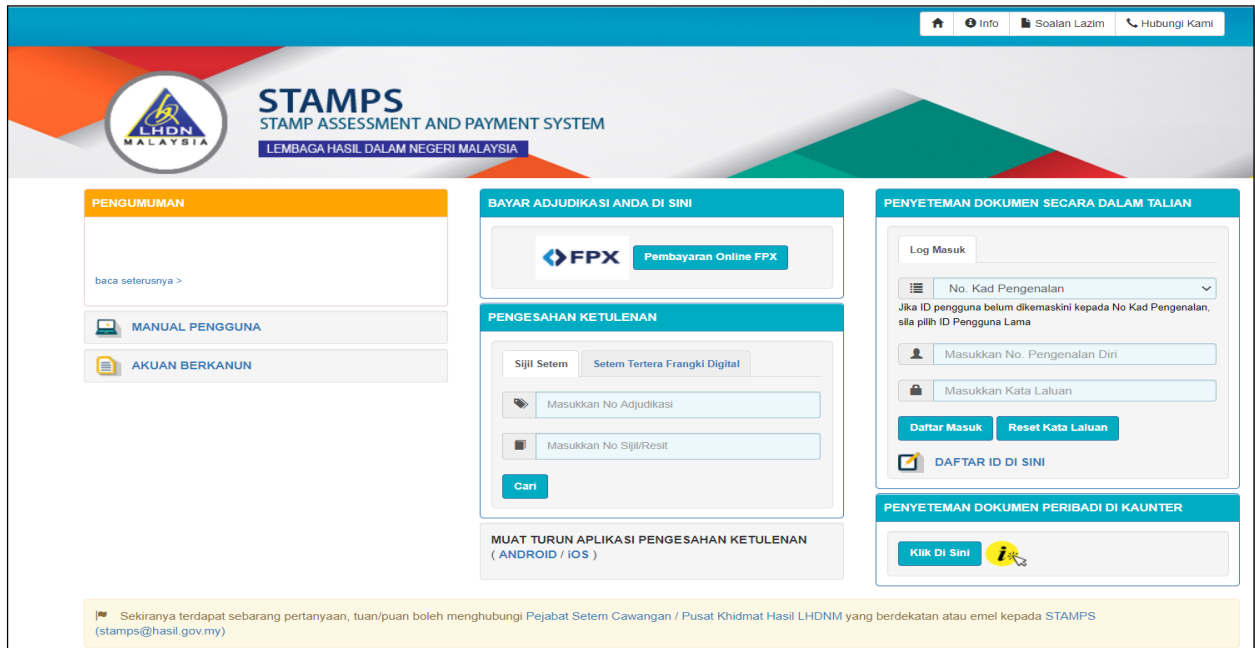 Info
Soalan Lazim
Hubungi Kami
LHDN
MALAYSIA
STAMPS
STAMP ASSESSMENT AND PAYMENT SYSTEM
LEMBAGA HASIL DALAM NEGERI MALAYSIA
PENGUMUMAN
baca seterusnya >
MANUAL PENGGUNA
AKUAN BERKANUN
BAYAR ADJUDIKASI ANDA DI SINI
FPX
Pembayaran Online FPX
PENGESAHAN KETULENAN
Sijil Setem
Setem Tertera Frangki Digital
Masukkan No Adjudikasi
Masukkan No Sijil/Resit
Cari
MUAT TURUN APLIKASI PENGESAHAN KETULENAN
( ANDROID / iOS )
PENYETEMAN DOKUMEN SECARA DALAM TALIAN
Log Masuk
No. Kad Pengenalan
Jika ID pengguna belum dikemaskini kepada No Kad Pengenalan,
sila pilih ID Pengguna Lama
Masukkan No. Pengenalan Diri
Masukkan Kata Laluan
Daftar Masuk
Reset Kata Laluan
DAFTAR ID DI SINI
PENYETEMAN DOKUMEN PERIBADI DI KAUNTER
Klik Di Sini
i
Sekiranya terdapat sebarang pertanyaan, tuan/puan boleh menghubungi Pejabat Setem Cawangan / Pusat Khidmat Hasil LHDNM yang berdekatan atau emel kepada STAMPS
(stamps@hasil.gov.my)